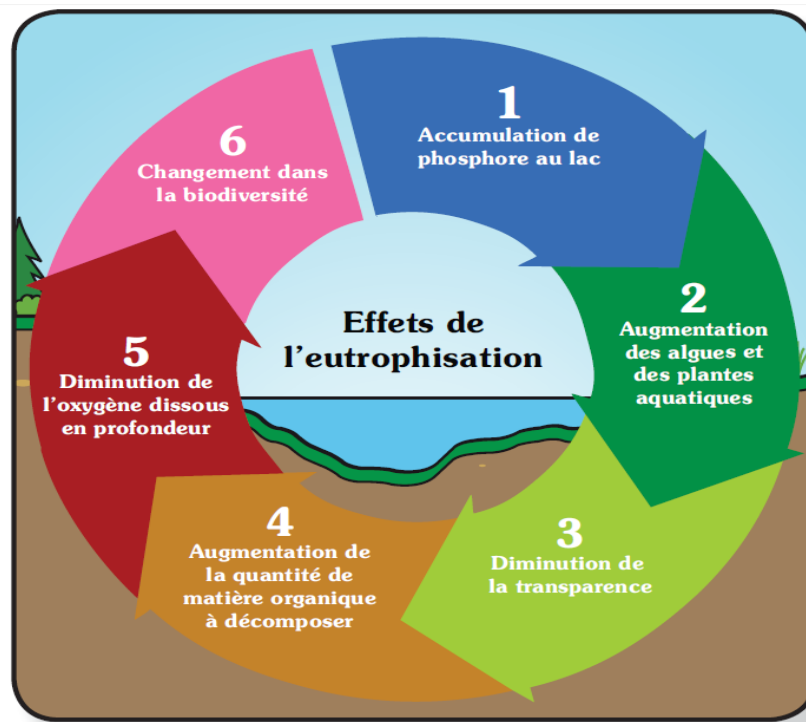 Effets de
l'eutrophisation
1
Accumulation de
phosphore au lac
2
Augmentation
des algues et
des plantes
aquatiques
3
Diminution de
la transparence
4
Augmentation de
la quantité de
matière organique
à décomposer
5
Diminution de
l'oxygène dissous
en profondeur
6
Changement dans
la biodiversité